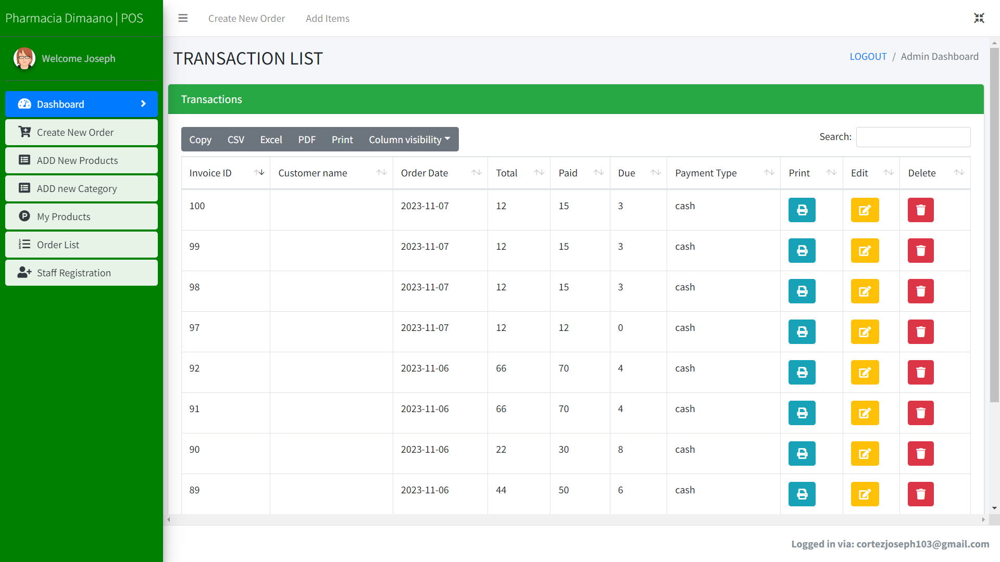 Pharmacia Dimaano | POS
Create New Order
Add Items
Welcome Joseph
TRANSACTION LIST
LOGOUT / Admin Dashboard
Dashboard
Create New Order
ADD New Products
ADD new Category
My Products
Order List
Staff Registration
Transactions
Copy CSV Excel PDF Print Column visibility
Search:
Invoice ID Customer name Order Date Total Paid Due Payment Type Print Edit Delete
100 2023-11-07 12 15 3 cash
99 2023-11-07 12 15 3 cash
98 2023-11-07 12 15 3 cash
97 2023-11-07 12 12 0 cash
92 2023-11-06 66 70 4 cash
91 2023-11-06 66 70 4 cash
90 2023-11-06 22 30 8 cash
89 2023-11-06 44 50 6 cash
Logged in via: cortezjoseph103@gmail.com